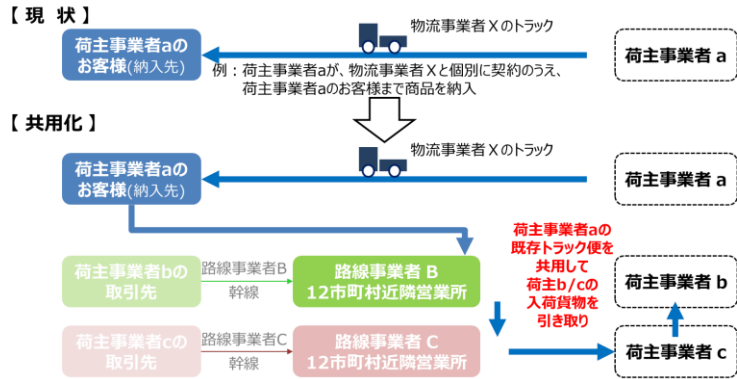 【 現　状 】
物流事業者Xのトラック
荷主事業者aの
お客様(納入先)
荷主事業者 a
例：荷主事業者aが、物流事業者Xと個別に契約のうえ、
荷主事業者aのお客様まで商品を納入
【 共用化 】
物流事業者Xのトラック
荷主事業者aの
お客様(納入先)
荷主事業者 a
荷主事業者aの
既存トラック便を
共用して
荷主b/cの
入荷貨物を
引き取り
荷主事業者bの
取引先
路線事業者B
幹線
路線事業者 B
12市町村近隣営業所
荷主事業者 b
荷主事業者cの
取引先
路線事業者C
幹線
路線事業者 C
12市町村近隣営業所
荷主事業者 c